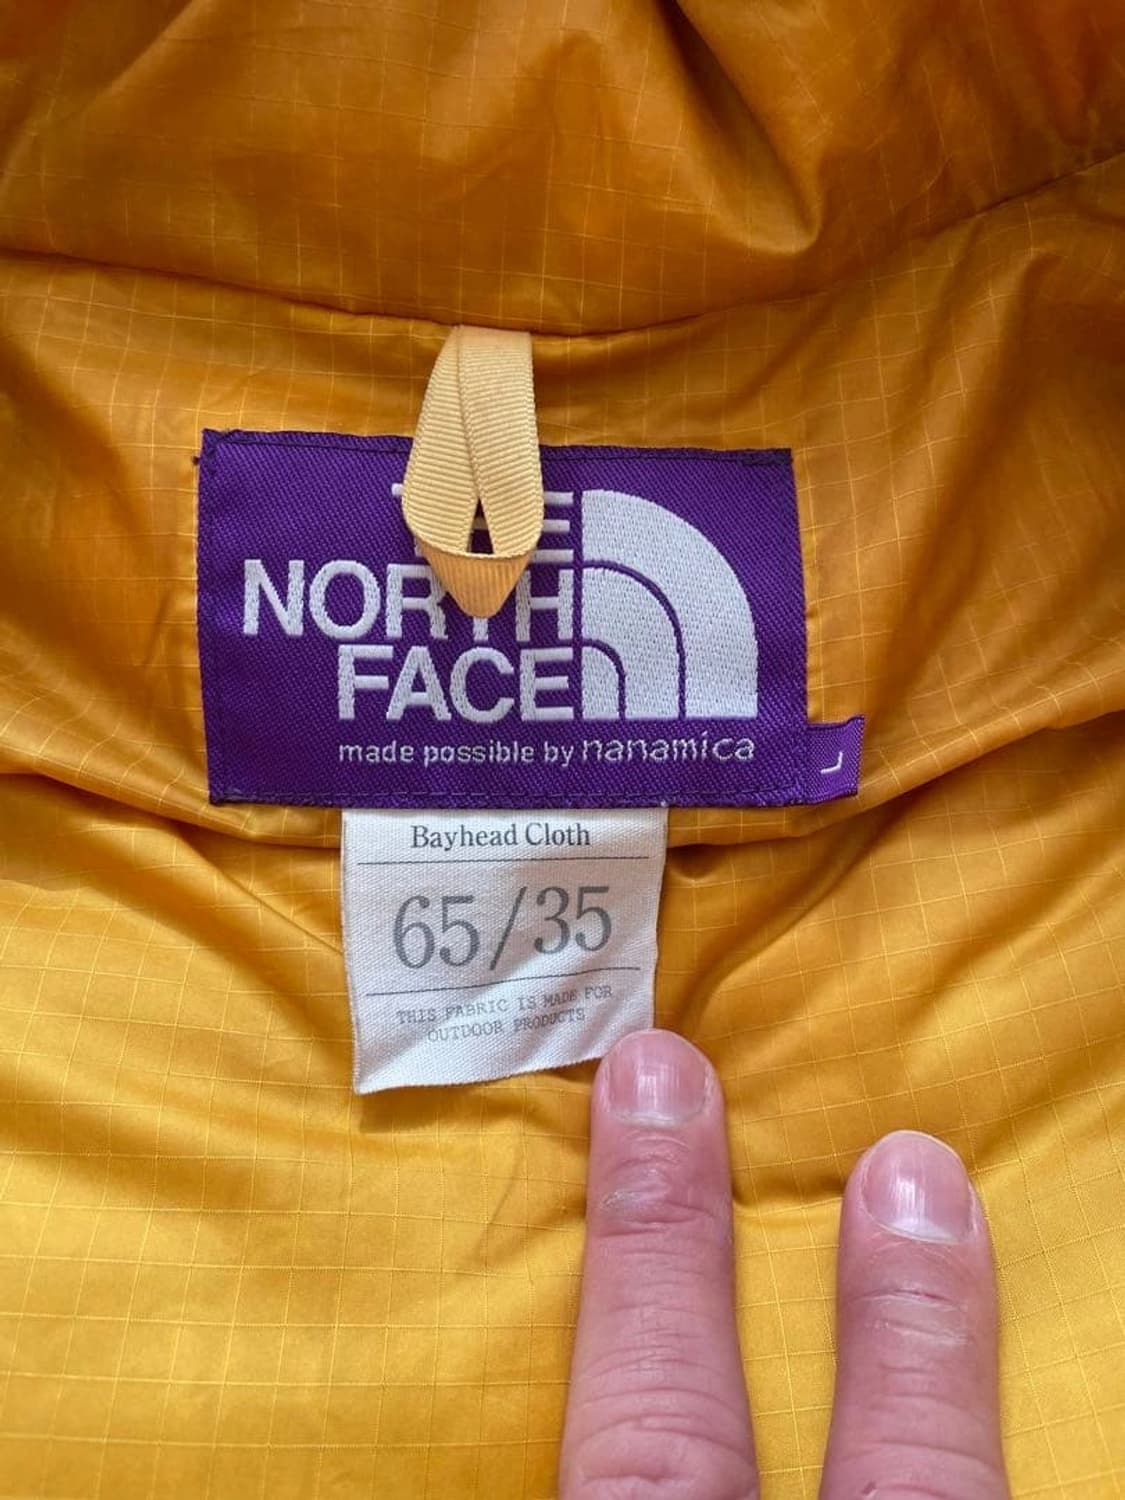 THE
NORTH
FACE
made possible by nanamica
L
Bayhead Cloth
65/35
THIS FABRIC IS MADE FOR
OUTDOOR PRODUCTS